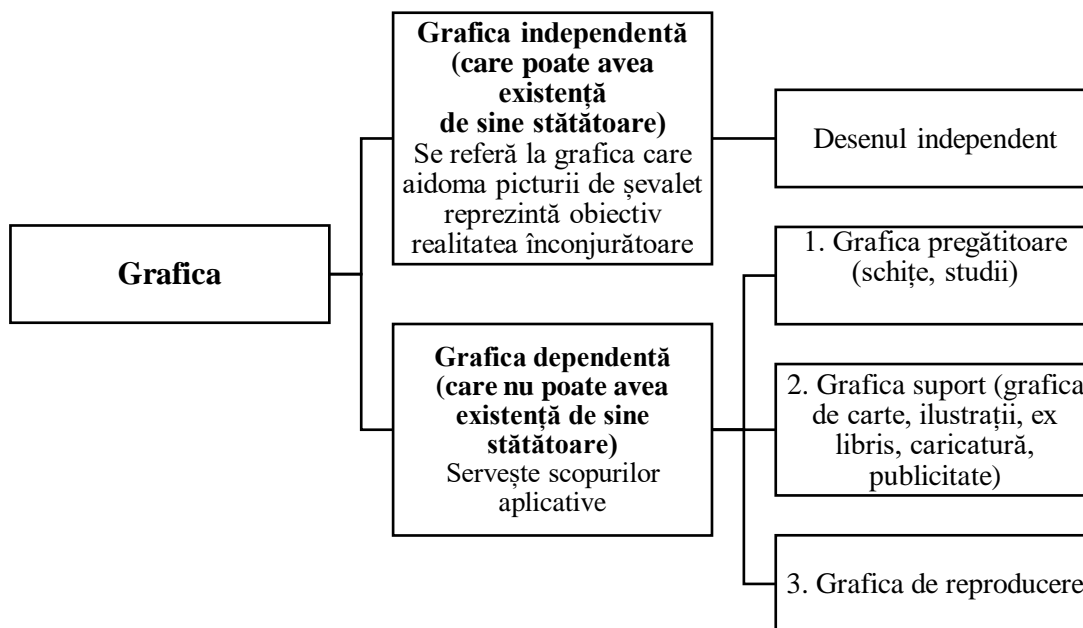 Grafica
Grafica independentă
(care poate avea
existență
de sine stătătoare)
Se referă la grafica care
aidoma picturii de șevalet
reprezintă obiectiv
realitatea înconjurătoare
Desenul independent
Grafica dependentă
(care nu poate avea
existență de sine
stătătoare)
Servește scopurilor
aplicative
1. Grafica pregătitoare
(schițe, studii)
2. Grafica suport (grafica
de carte, ilustrații, ex
libris, caricatură,
publicitate)
3. Grafica de reproducere